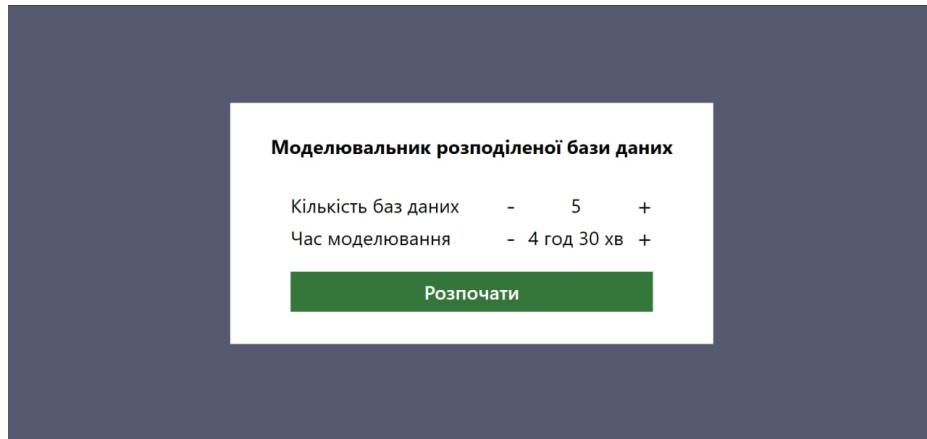 Моделювальник розподіленої бази даних
Кількість баз даних - 5 +
Час моделювання - 4 год 30 хв +
Розпочати